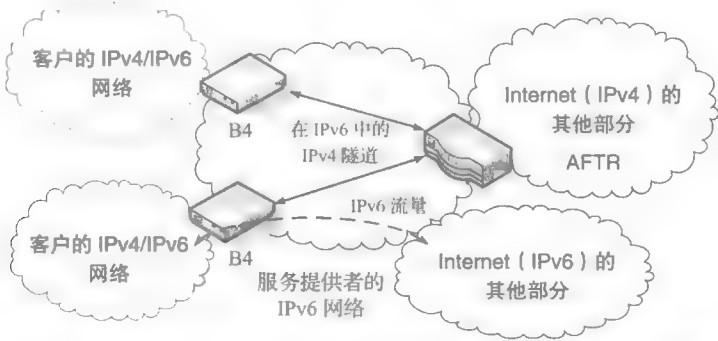 客户的 IPv4/IPv6
网络
B4
在 IPv6 中的
IPv4 隧道
Internet（IPv4）的
其他部分
AFTR
客户的 IPv4/IPv6
网络
B4
IPv6 流量
服务提供者的
IPv6 网络
Internet（IPv6）的
其他部分